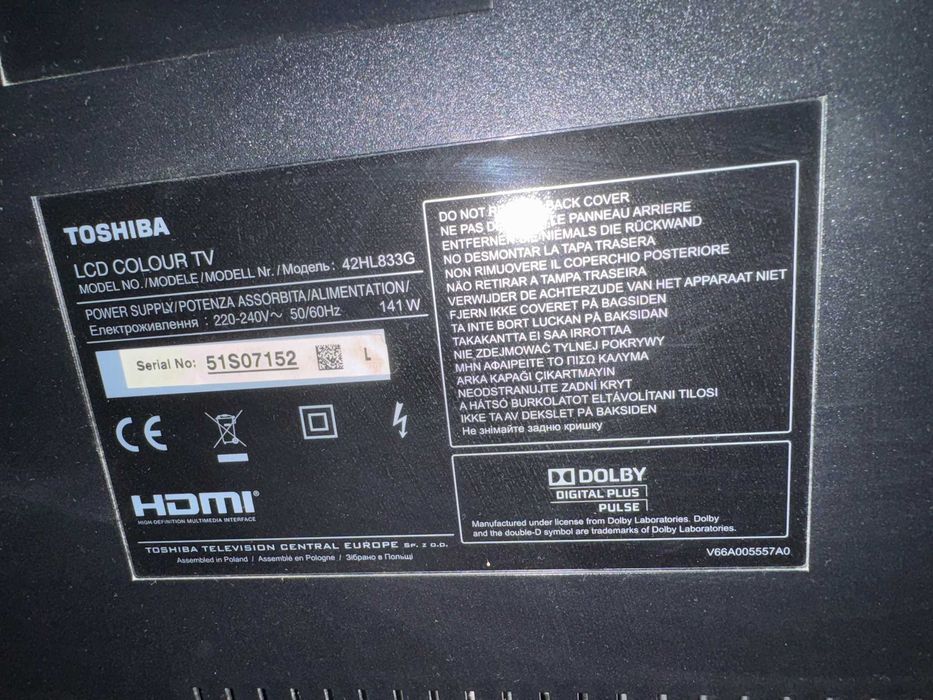 TOSHIBA
LCD COLOUR TV
MODEL NO./MODELE/MODELL Nr./Модель: 42HL833G
POWER SUPPLY/POTENZA ASSORBITA/ALIMENTATION/
Електроживлення : 220-240V～ 50/60Hz 141 W
Serial No: 51S07152 L
CE
HDMI®
HIGH-DEFINITION MULTIMEDIA INTERFACE
TOSHIBA TELEVISION CENTRAL EUROPE SP. Z O.O.
Assembled in Poland / Assemblé en Pologne / Зібрано в Польщі
DO NOT BACK COVER
NE PAS LE PANNEAU ARRIERE
ENTFERNEN NIEMALS DIE RÜCKWAND
NO DESMONTAR LA TAPA TRASERA
NON RIMUOVERE IL COPERCHIO POSTERIORE
NÃO RETIRAR A TAMPA TRASEIRA
VERWIJDER DE ACHTERZUDE VAN HET APPARAAT NIET
FJERN IKKE COVERET PÅ BAGSIDEN
TA INTE BORT LUCKAN PÅ BAKSIDAN
TAKAKANTTA EI SAA IRROTTAA
NIE ZDEJMOWAĆ TYLNEJ POKRYWY
ΜΗΝ ΑΦΑΙΡΕΙΤΕ ΤΟ ΠΙΣΩ ΚΑΛΥΜΑ
ARKA KAPAĞI ÇIKARTMAYIN
NEODSTRANUJTE ZADNÍ KRYT
A HÁTSÓ BURKOLATOT ELTÁVOLÍTANI TILOSI
IKKE TA AV DEKSLET PÅ BAKSIDEN
Не знімайте задню кришку
DOLBY
DIGITAL PLUS
PULSE
Manufactured under license from Dolby Laboratories. Dolby
and the double-D symbol are trademarks of Dolby Laboratories.
V66A005557A0